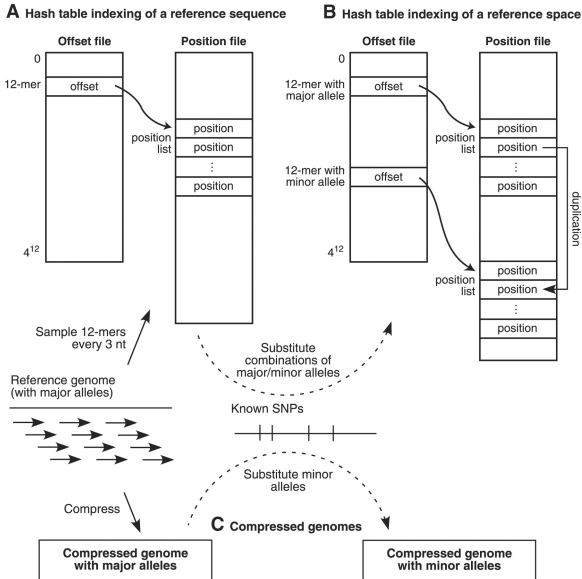 A Hash table indexing of a reference sequence
Offset file
Position file
0
12-mer
offset
position
list
position
position
⋮
position
4¹²
B Hash table indexing of a reference space
Offset file
Position file
0
12-mer with
major allele
offset
position
list
position
position
⋮
position
12-mer with
minor allele
offset
duplication
4¹²
position
list
position
position
⋮
position
Sample 12-mers
every 3 nt
Substitute
combinations of
major/minor alleles
Reference genome
(with major alleles)
Known SNPs
Substitute minor
alleles
Compress
C Compressed genomes
Compressed genome
with major alleles
Compressed genome
with minor alleles